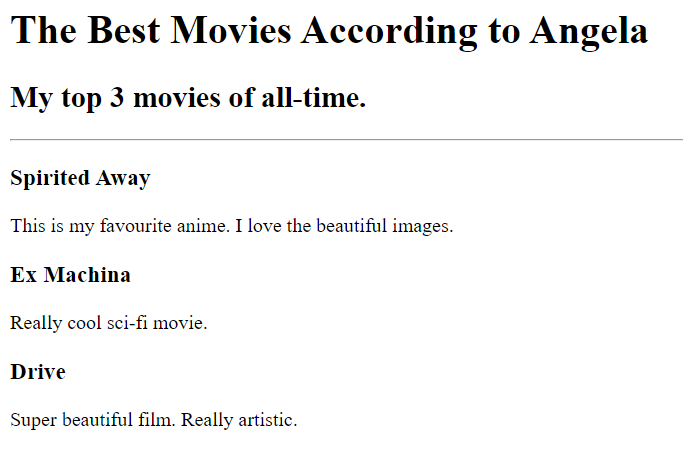 The Best Movies According to Angela
My top 3 movies of all-time.
Spirited Away
This is my favourite anime. I love the beautiful images.
Ex Machina
Really cool sci-fi movie.
Drive
Super beautiful film. Really artistic.